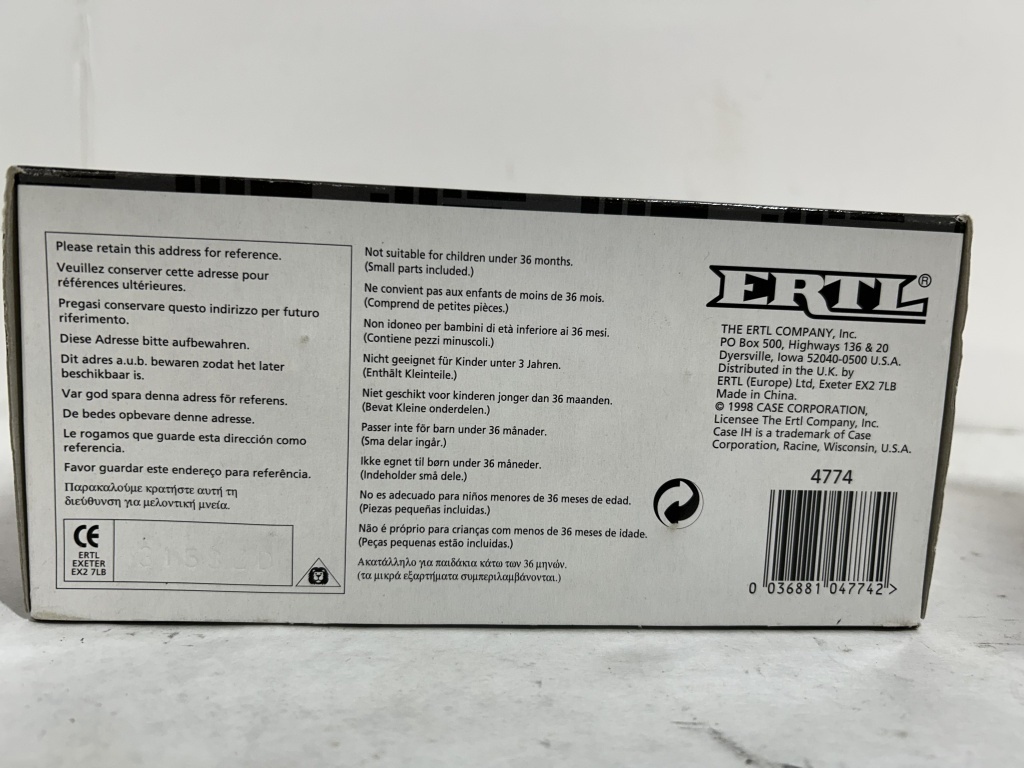 Please retain this address for reference.
Veuillez conserver cette adresse pour
références ultérieures.
Pregasi conservare questo indirizzo per futuro
riferimento.
Diese Adresse bitte aufbewahren.
Dit adres a.u.b. bewaren zodat het later
beschikbaar is.
Var god spara denna adress för referens.
De bedes opbevare denne adresse.
Le rogamos que guarde esta dirección como
referencia.
Favor guardar este endereço para referência.
Παρακαλούμε κρατήστε αυτή τη
διεύθυνση για μελοντική μνεία.
CE
ERTL
EXETER
EX2 7LB
Not suitable for children under 36 months.
(Small parts included.)
Ne convient pas aux enfants de moins de 36 mois.
(Comprend de petites pièces.)
Non idoneo per bambini di età inferiore ai 36 mesi.
(Contiene pezzi minuscoli.)
Nicht geeignet für Kinder unter 3 Jahren.
(Enthält Kleinteile.)
Niet geschikt voor kinderen jonger dan 36 maanden.
(Bevat Kleine onderdelen.)
Passer inte för barn under 36 månader.
(Sma delar ingår.)
Ikke egnet til børn under 36 måneder.
(Indeholder små dele.)
No es adecuado para niños menores de 36 meses de edad.
(Piezas pequeñas incluidas.)
Não é próprio para crianças com menos de 36 meses de idade.
(Peças pequenas estão incluidas.)
Ακατάλληλο για παιδάκια κάτω των 36 μηνών.
(τα μικρά εξαρτήματα συμπεριλαμβάνονται.)
ERTL®
THE ERTL COMPANY, Inc.
PO Box 500, Highways 136 & 20
Dyersville, Iowa 52040-0500 U.S.A.
Distributed in the U.K. by
ERTL (Europe) Ltd, Exeter EX2 7LB
Made in China.
© 1998 CASE CORPORATION,
Licensee The Ertl Company, Inc.
Case IH is a trademark of Case
Corporation, Racine, Wisconsin, U.S.A.
4774
0 036881 047742 >